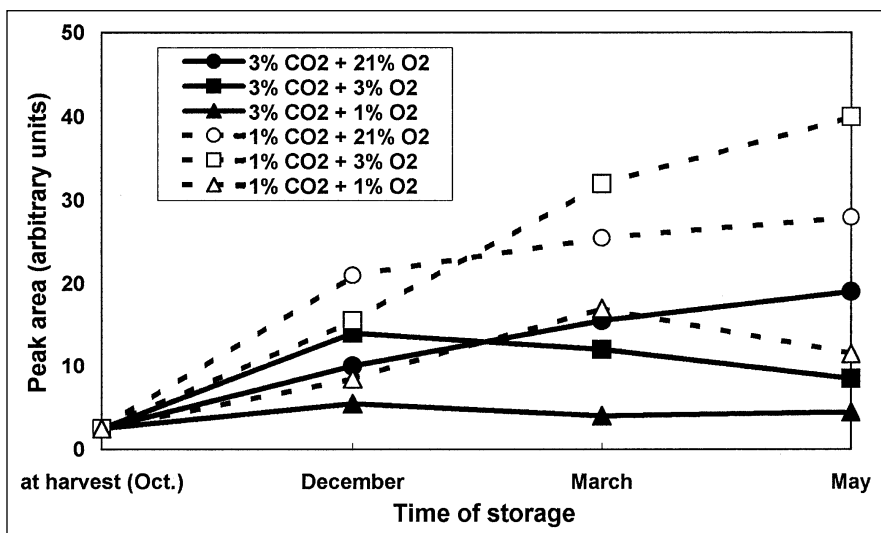 50
40
30
20
10
0
Peak area (arbitrary units)
3% CO2 + 21% O2
3% CO2 + 3% O2
3% CO2 + 1% O2
1% CO2 + 21% O2
1% CO2 + 3% O2
1% CO2 + 1% O2
at harvest (Oct.) December March May
Time of storage